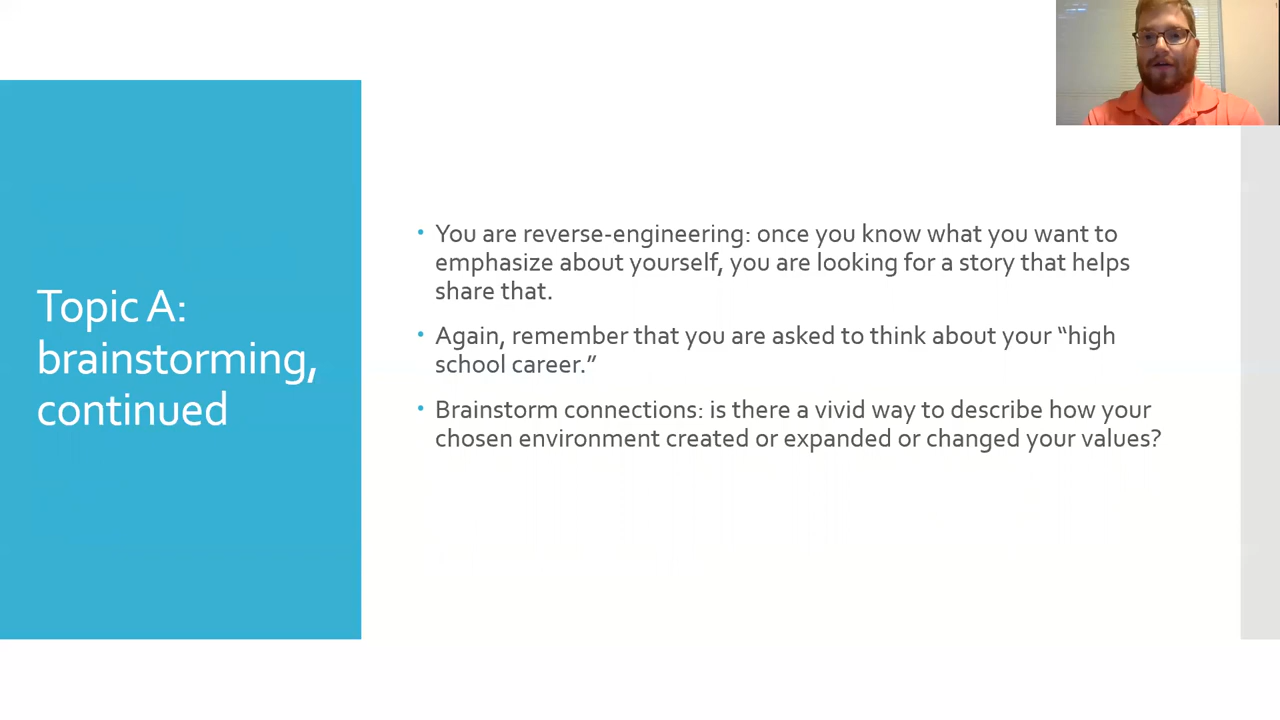 Topic A:
brainstorming,
continued
• You are reverse-engineering: once you know what you want to
emphasize about yourself, you are looking for a story that helps
share that.
• Again, remember that you are asked to think about your “high
school career.”
• Brainstorm connections: is there a vivid way to describe how your
chosen environment created or expanded or changed your values?